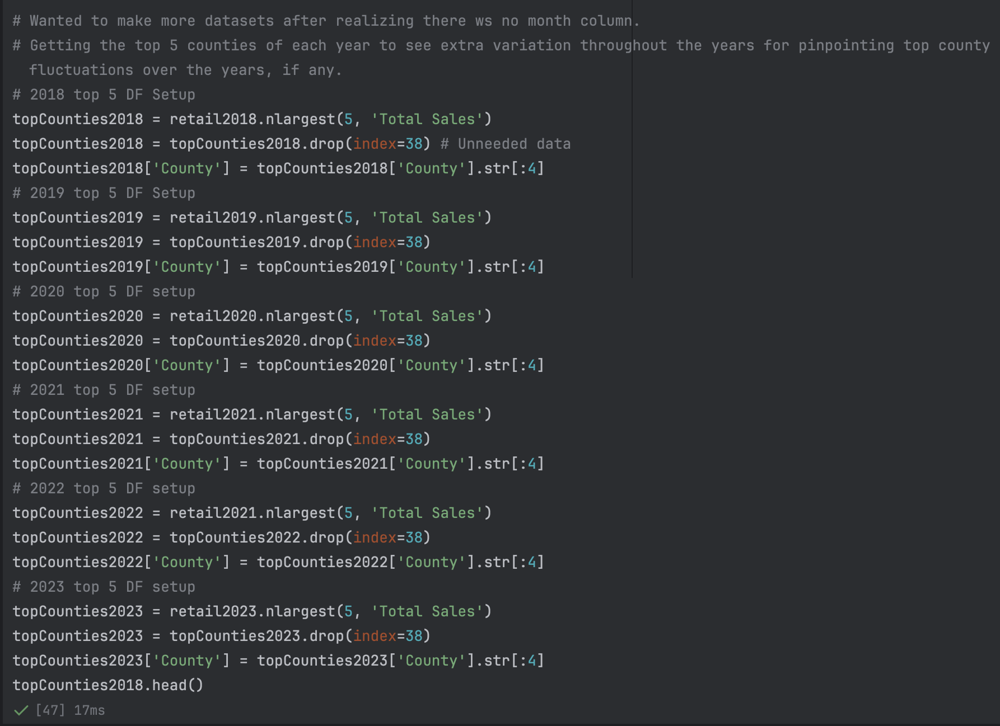 # Wanted to make more datasets after realizing there ws no month column.
# Getting the top 5 counties of each year to see extra variation throughout the years for pinpointing top county
fluctuations over the years, if any.
# 2018 top 5 DF Setup
topCounties2018 = retail2018.nlargest(5, 'Total Sales')
topCounties2018 = topCounties2018.drop(index=38) # Unneeded data
topCounties2018['County'] = topCounties2018['County'].str[:4]
# 2019 top 5 DF Setup
topCounties2019 = retail2019.nlargest(5, 'Total Sales')
topCounties2019 = topCounties2019.drop(index=38)
topCounties2019['County'] = topCounties2019['County'].str[:4]
# 2020 top 5 DF setup
topCounties2020 = retail2020.nlargest(5, 'Total Sales')
topCounties2020 = topCounties2020.drop(index=38)
topCounties2020['County'] = topCounties2020['County'].str[:4]
# 2021 top 5 DF setup
topCounties2021 = retail2021.nlargest(5, 'Total Sales')
topCounties2021 = topCounties2021.drop(index=38)
topCounties2021['County'] = topCounties2021['County'].str[:4]
# 2022 top 5 DF setup
topCounties2022 = retail2021.nlargest(5, 'Total Sales')
topCounties2022 = topCounties2022.drop(index=38)
topCounties2022['County'] = topCounties2022['County'].str[:4]
# 2023 top 5 DF setup
topCounties2023 = retail2023.nlargest(5, 'Total Sales')
topCounties2023 = topCounties2023.drop(index=38)
topCounties2023['County'] = topCounties2023['County'].str[:4]
topCounties2018.head()
[47] 17ms